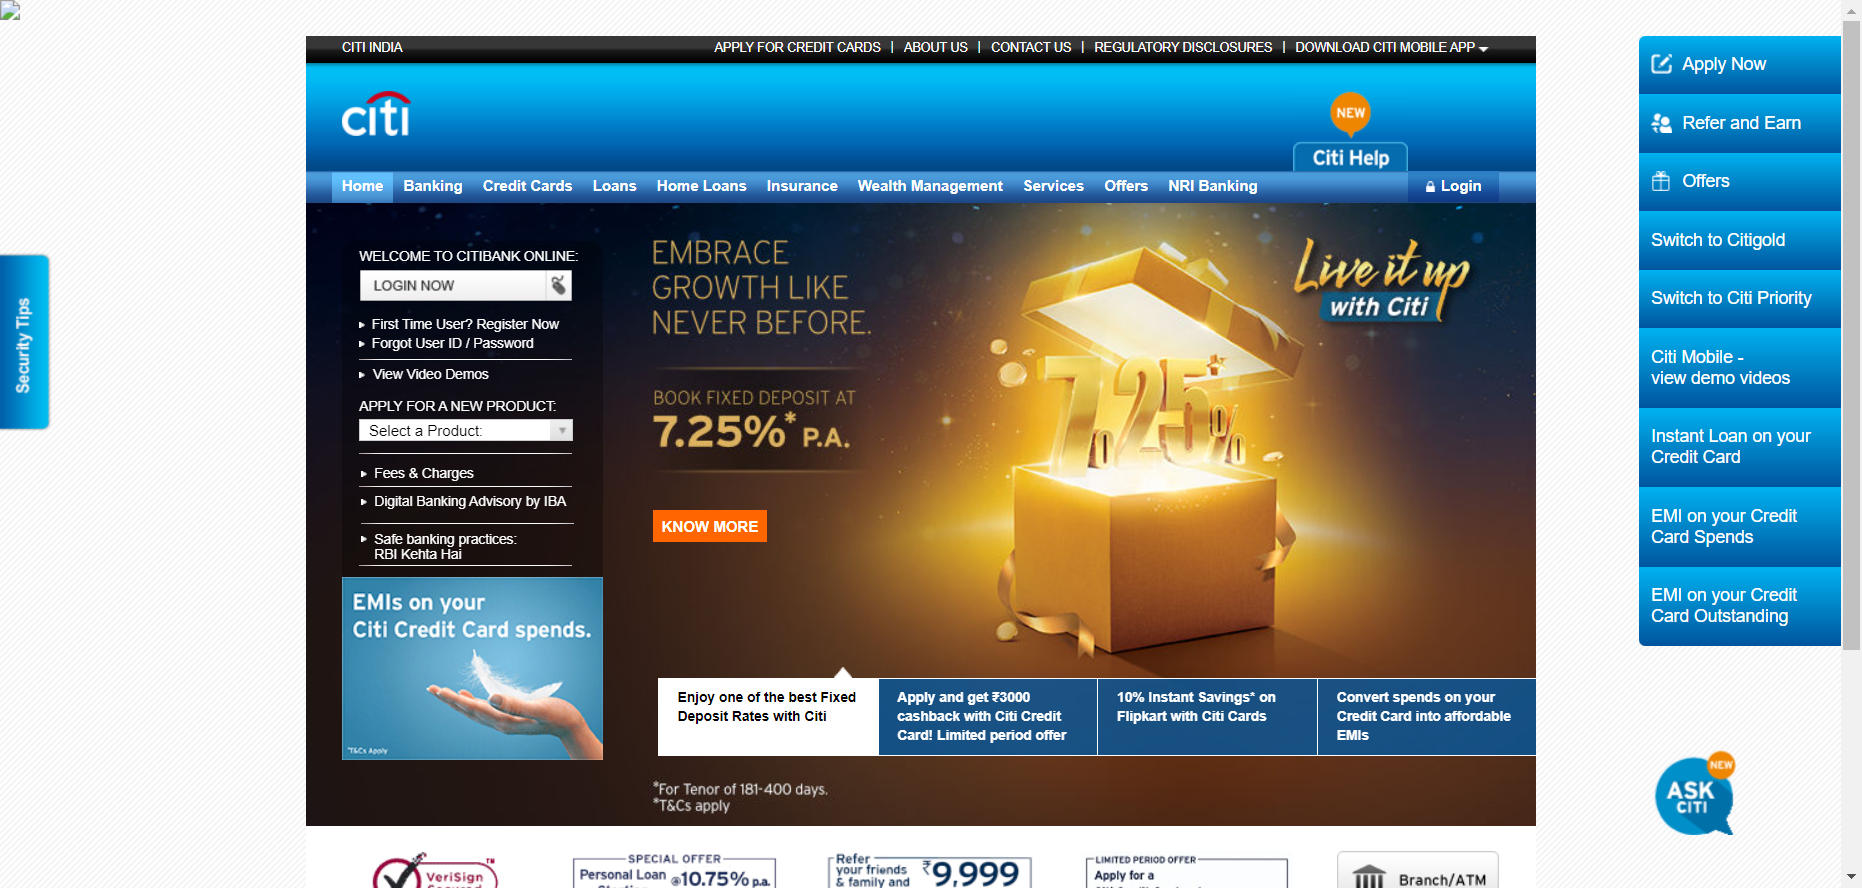 CITI INDIA
APPLY FOR CREDIT CARDS | ABOUT US | CONTACT US | REGULATORY DISCLOSURES | DOWNLOAD CITI MOBILE APP
citi
NEW
Citi Help
Home Banking Credit Cards Loans Home Loans Insurance Wealth Management Services Offers NRI Banking Login
Security Tips
WELCOME TO CITIBANK ONLINE:
LOGIN NOW
First Time User? Register Now
Forgot User ID / Password
View Video Demos
APPLY FOR A NEW PRODUCT:
Select a Product:
Fees & Charges
Digital Banking Advisory by IBA
Safe banking practices:
RBI Kehta Hai
EMIs on your
Citi Credit Card spends.
*T&Cs Apply
EMBRACE
GROWTH LIKE
NEVER BEFORE.
BOOK FIXED DEPOSIT AT
7.25%* P.A.
KNOW MORE
7.25%
Live it up
with Citi
Enjoy one of the best Fixed
Deposit Rates with Citi
Apply and get ₹3000
cashback with Citi Credit
Card! Limited period offer
10% Instant Savings* on
Flipkart with Citi Cards
Convert spends on your
Credit Card into affordable
EMIs
*For Tenor of 181-400 days.
*T&Cs apply
Apply Now
Refer and Earn
Offers
Switch to Citigold
Switch to Citi Priority
Citi Mobile -
view demo videos
Instant Loan on your
Credit Card
EMI on your Credit
Card Spends
EMI on your Credit
Card Outstanding
NEW
ASK
CITI
VeriSign
SPECIAL OFFER
Personal Loan @10.75% p.a.
Refer
your friends
& family and
₹9,999
LIMITED PERIOD OFFER
Apply for a
Branch/ATM